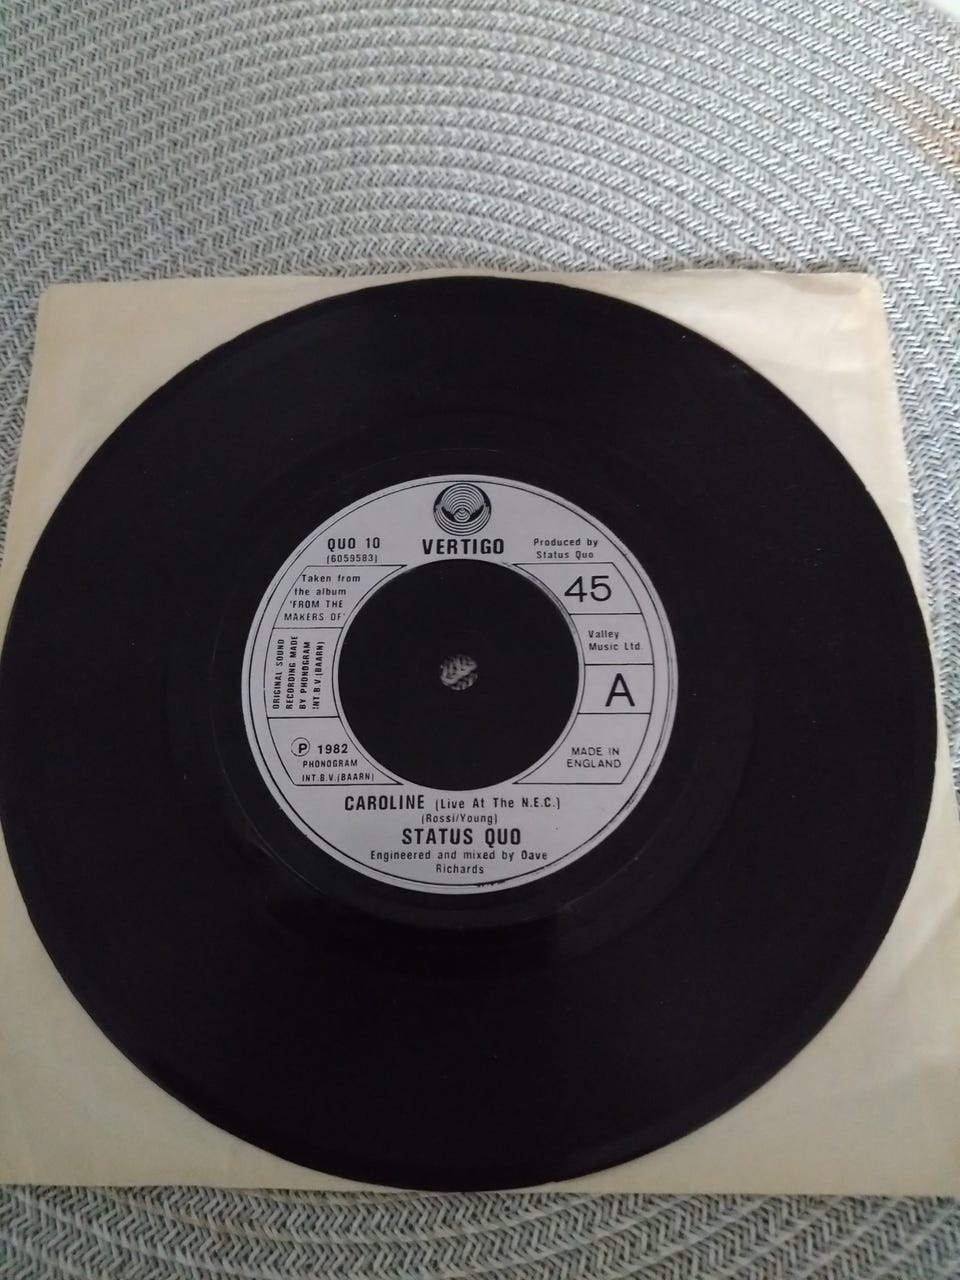 VERTIGO
QUO 10
(6059583)
Produced by
Status Quo
Taken from
the album
'FROM THE
MAKERS OF'
45
Valley
Music Ltd.
ORIGINAL SOUND
RECORDING MADE
BY PHONOGRAM
INT.B.V.(BAARN)
A
℗ 1982
PHONOGRAM
INT.B.V.(BAARN)
MADE IN
ENGLAND
CAROLINE (Live At The N.E.C.)
(Rossi/Young)
STATUS QUO
Engineered and mixed by Dave
Richards